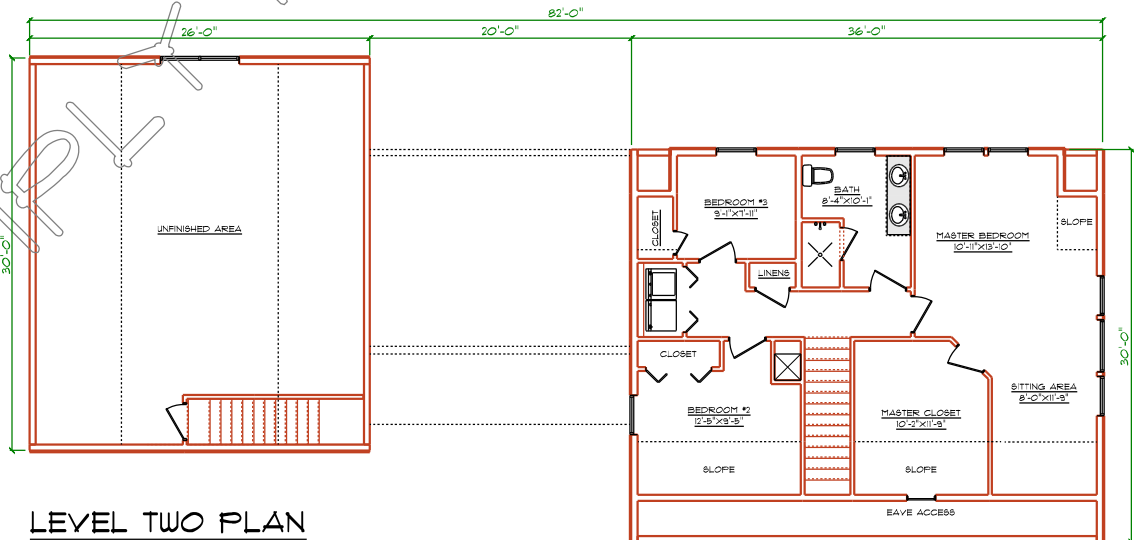 82'-0"
26'-0"
20'-0"
36'-0"
30'-0"
UNFINISHED AREA
BEDROOM #3
9'-1"X7'-11"
CLOSET
BATH
8'-4"X10'-1"
MASTER BEDROOM
10'-11"X13'-10"
SLOPE
LINENS
30'-0"
CLOSET
BEDROOM #2
12'-5"X9'-5"
MASTER CLOSET
10'-2"X11'-9"
SITTING AREA
8'-0"X11'-9"
SLOPE
SLOPE
EAVE ACCESS
LEVEL TWO PLAN